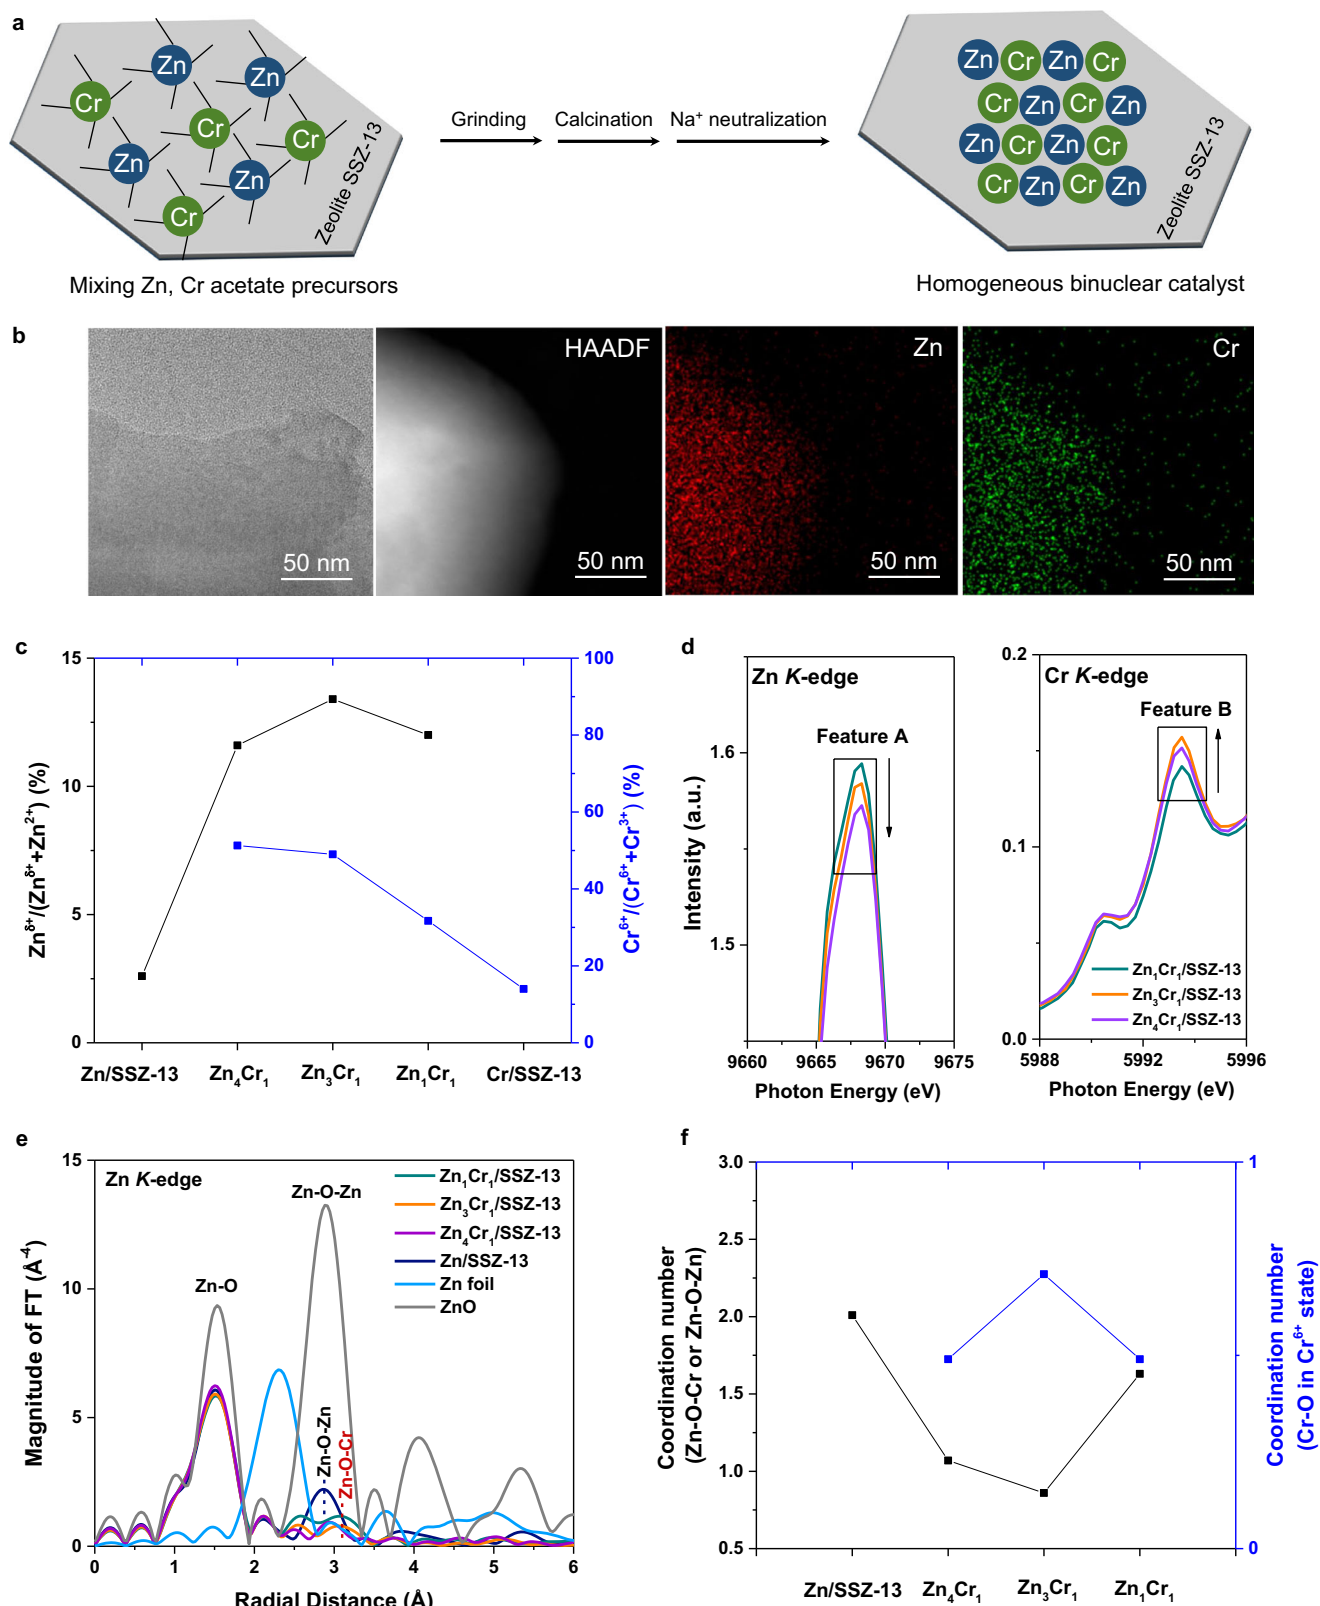 a
Zn
Zn
Cr
Cr
Cr
Zn
Zn
Cr
Zeolite SSZ-13
Mixing Zn, Cr acetate precursors
Grinding
Calcination
Na⁺ neutralization
Zn Cr Zn Cr
Cr Zn Cr Zn
Zn Cr Zn Cr
Cr Zn Cr Zn
Zeolite SSZ-13
Homogeneous binuclear catalyst
b
50 nm
HAADF
50 nm
Zn
50 nm
Cr
50 nm
c
Zn^δ+/(Zn^δ++Zn²⁺) (%)
15
10
5
0
100
80
60
40
20
0
Cr⁶⁺/(Cr⁶⁺+Cr³⁺) (%)
Zn/SSZ-13
Zn₄Cr₁
Zn₃Cr₁
Zn₁Cr₁
Cr/SSZ-13
d
Zn K-edge
Feature A
Intensity (a.u.)
1.6
1.5
9660
9665
9670
9675
Photon Energy (eV)
Cr K-edge
Feature B
0.2
0.1
0.0
Zn₁Cr₁/SSZ-13
Zn₃Cr₁/SSZ-13
Zn₄Cr₁/SSZ-13
5988
5992
5996
Photon Energy (eV)
e
Zn K-edge
Magnitude of FT (Å⁻⁴)
15
10
5
0
Zn-O
Zn-O-Zn
Zn-O-Zn
Zn-O-Cr
Zn₁Cr₁/SSZ-13
Zn₃Cr₁/SSZ-13
Zn₄Cr₁/SSZ-13
Zn/SSZ-13
Zn foil
ZnO
0
1
2
3
4
5
6
Radial Distance (Å)
f
Coordination number
(Zn-O-Cr or Zn-O-Zn)
3.0
2.5
2.0
1.5
1.0
0.5
1
0
Coordination number
(Cr-O in Cr⁶⁺ state)
Zn/SSZ-13
Zn₄Cr₁
Zn₃Cr₁
Zn₁Cr₁